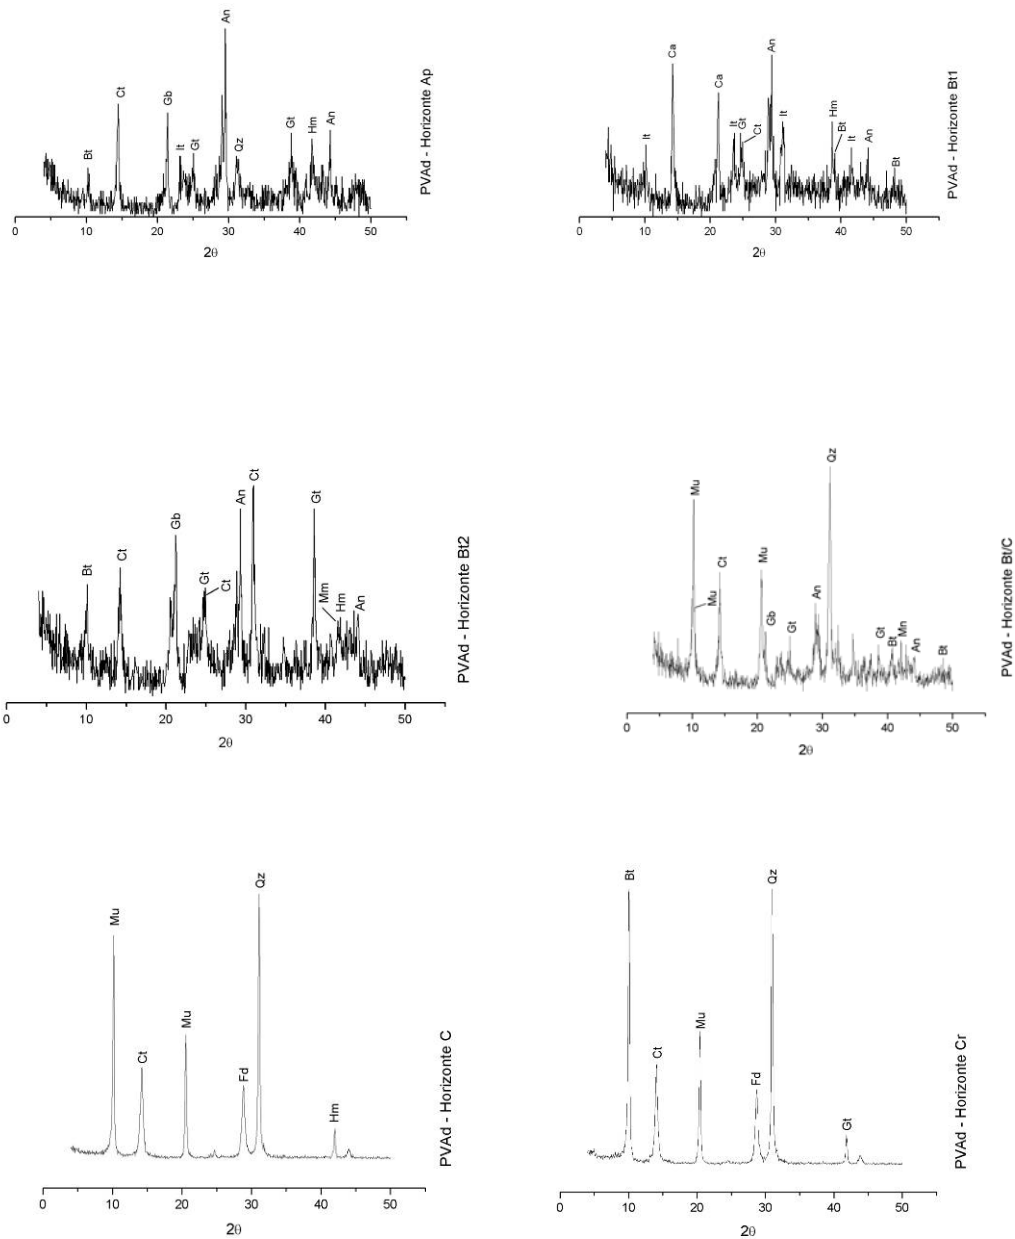 Bt
Ct
Gb
It
Gt
An
Qz
Gt
Hm
An
0 10 20 30 40 50
2θ
PVAd - Horizonte Ap
It
Ca
Ca
It
Gt
Ct
An
It
Hm
Bt
It
An
Bt
0 10 20 30 40 50
2θ
PVAd - Horizonte Bt1
Bt
Ct
Gb
Gt
Ct
An
Ct
Gt
Mm
Hm
An
0 10 20 30 40 50
2θ
PVAd - Horizonte Bt2
Mu
Mu
Ct
Mu
Gb
Gt
An
Qz
Gt
Bt
Mn
An
Bt
0 10 20 30 40 50
2θ
PVAd - Horizonte Bt/C
Mu
Ct
Mu
Fd
Qz
Hm
0 10 20 30 40 50
2θ
PVAd - Horizonte C
Bt
Ct
Mu
Fd
Qz
Gt
0 10 20 30 40 50
2θ
PVAd - Horizonte Cr